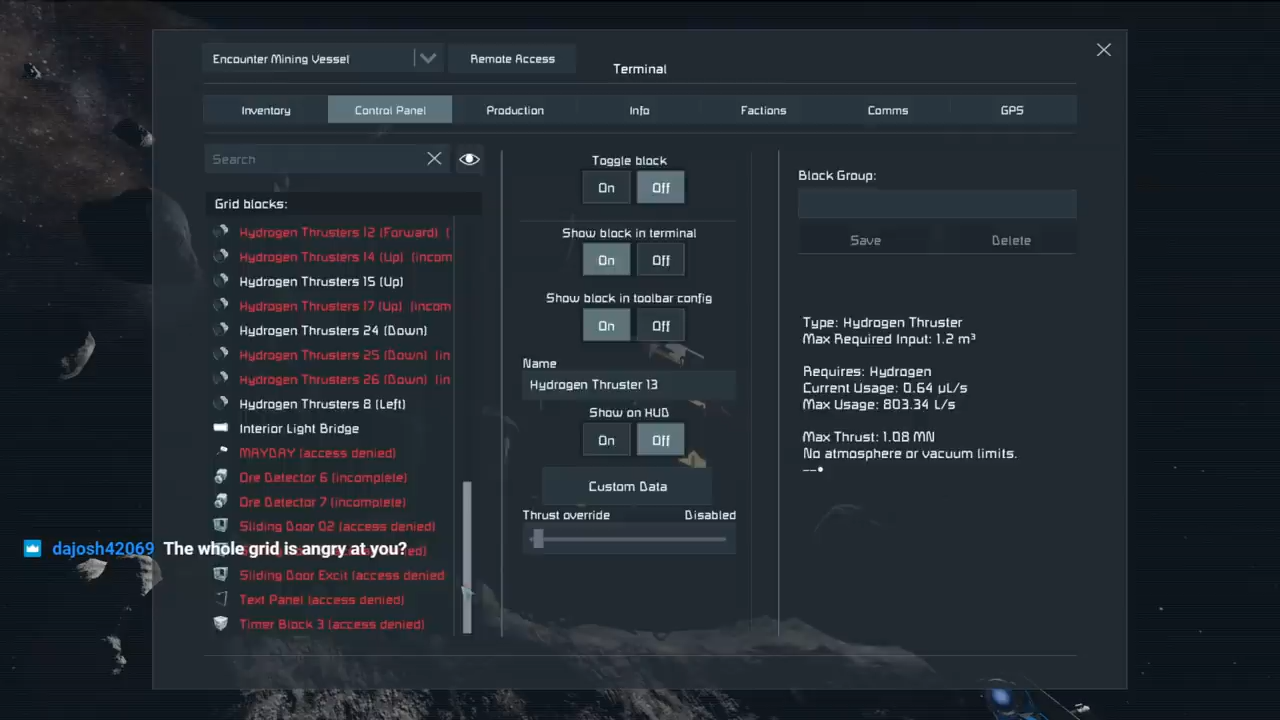 Encounter Mining Vessel
Remote Access
Terminal
Inventory
Control Panel
Production
Info
Factions
Comms
GPS
Search
Grid blocks:
Hydrogen Thrusters 12 (Forward) (
Hydrogen Thrusters 14 (Up) (incom
Hydrogen Thrusters 15 (Up)
Hydrogen Thrusters 17 (Up) (incom
Hydrogen Thrusters 24 (Down)
Hydrogen Thrusters 25 (Down) (in
Hydrogen Thrusters 26 (Down) (in
Hydrogen Thrusters 8 (Left)
Interior Light Bridge
MAYDAY (access denied)
Ore Detector 6 (incomplete)
Ore Detector 7 (incomplete)
Sliding Door 02 (access denied)
Sliding Door Excit (access denied
Text Panel (access denied)
Timer Block 3 (access denied)
dajosh42069 The whole grid is angry at you?
Toggle block
On Off
Show block in terminal
On Off
Show block in toolbar config
On Off
Name
Hydrogen Thruster 13
Show on HUD
On Off
Custom Data
Thrust override Disabled
Block Group:
Save Delete
Type: Hydrogen Thruster
Max Required Input: 1.2 m³
Requires: Hydrogen
Current Usage: 0.64 µL/s
Max Usage: 803.34 L/s
Max Thrust: 1.08 MN
No atmosphere or vacuum limits.